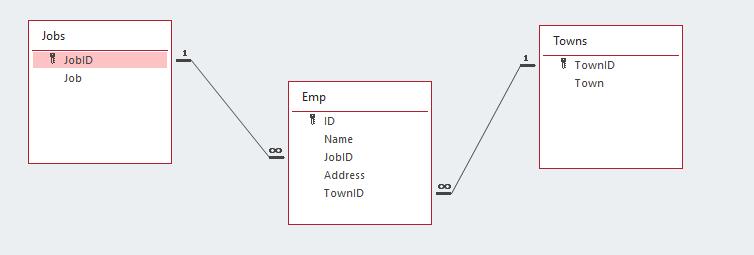 Jobs
JobID
Job
1
∞
Emp
ID
Name
JobID
Address
TownID
∞
1
Towns
TownID
Town